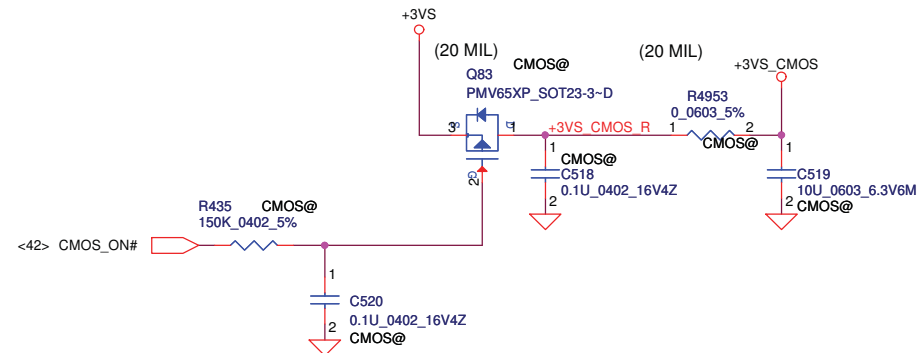 +3VS
(20 MIL)
(20 MIL)
CMOS@
Q83
PMV65XP_SOT23-3~D
+3VS_CMOS
R4953
0_0603_5%
S
3
D
1
+3VS_CMOS_R
1
2
CMOS@
G
2
1
CMOS@
C518
0.1U_0402_16V4Z
2
1
C519
10U_0603_6.3V6M
2
CMOS@
R435
CMOS@
150K_0402_5%
<42> CMOS_ON#
1
C520
0.1U_0402_16V4Z
2
CMOS@